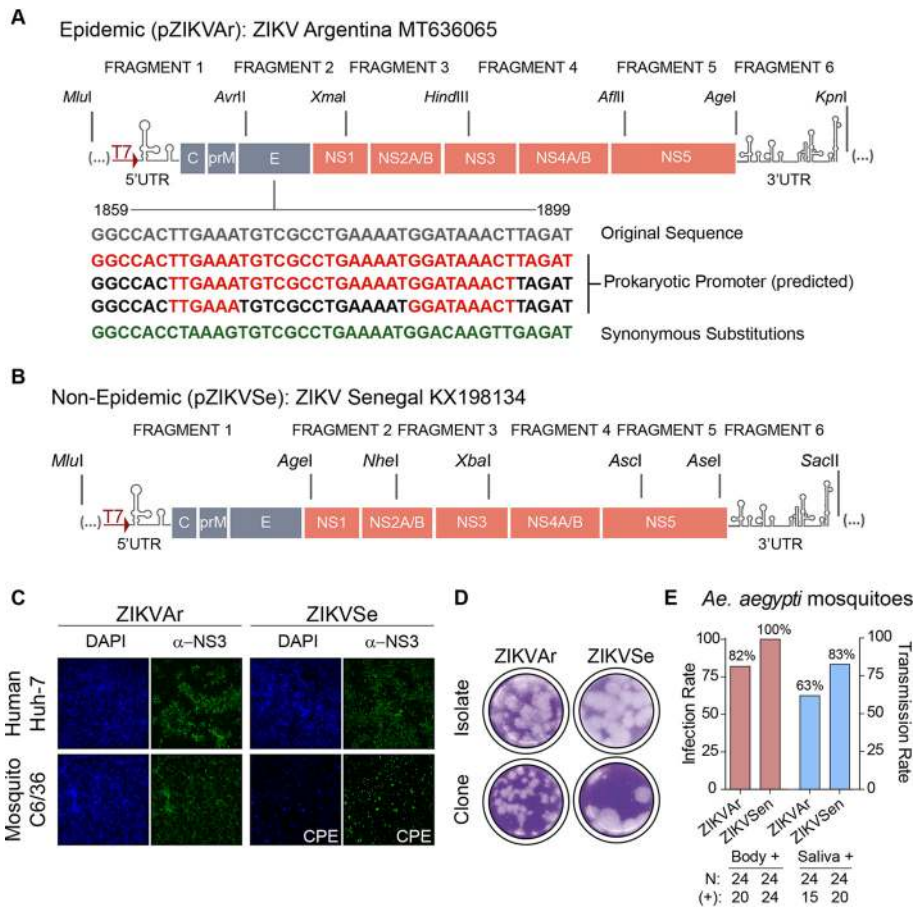 A
Epidemic (pZIKVAr): ZIKV Argentina MT636065
FRAGMENT 1 FRAGMENT 2 FRAGMENT 3 FRAGMENT 4 FRAGMENT 5 FRAGMENT 6
MluI AvrII XmaI HindIII AflII AgeI KpnI
(...) T7 C prM E NS1 NS2A/B NS3 NS4A/B NS5 (...)
5'UTR 3'UTR
1859 1899
GGCCACTTGAAATGTCGCCTGAAAATGGATAAACTTAGAT Original Sequence
GGCCACTTGAAATGTCGCCTGAAAATGGATAAACTTAGAT
GGCCACTTGAAATGTCGCCTGAAAATGGATAAACTTAGAT Prokaryotic Promoter (predicted)
GGCCACTTGAAATGTCGCCTGAAAATGGATAAACTTAGAT
GGCCACCTAAAGTGTCGCCTGAAAATGGACAAGTTGAGAT Synonymous Substitutions
B
Non-Epidemic (pZIKVSe): ZIKV Senegal KX198134
FRAGMENT 1 FRAGMENT 2 FRAGMENT 3 FRAGMENT 4 FRAGMENT 5 FRAGMENT 6
MluI AgeI NheI XbaI AscI AseI SacII
(...) T7 C prM E NS1 NS2A/B NS3 NS4A/B NS5 (...)
5'UTR 3'UTR
C
ZIKVAr ZIKVSe
DAPI α–NS3 DAPI α–NS3
Human
Huh-7
Mosquito
C6/36
CPE CPE
D
ZIKVAr ZIKVSe
Isolate
Clone
E Ae. aegypti mosquitoes
Infection Rate
100
75
50
25
0
82% 100% 63% 83%
100
75
50
25
0
Transmission Rate
ZIKVAr ZIKVSen ZIKVAr ZIKVSen
Body + Saliva +
N: 24 24 24 24
(+): 20 24 15 20